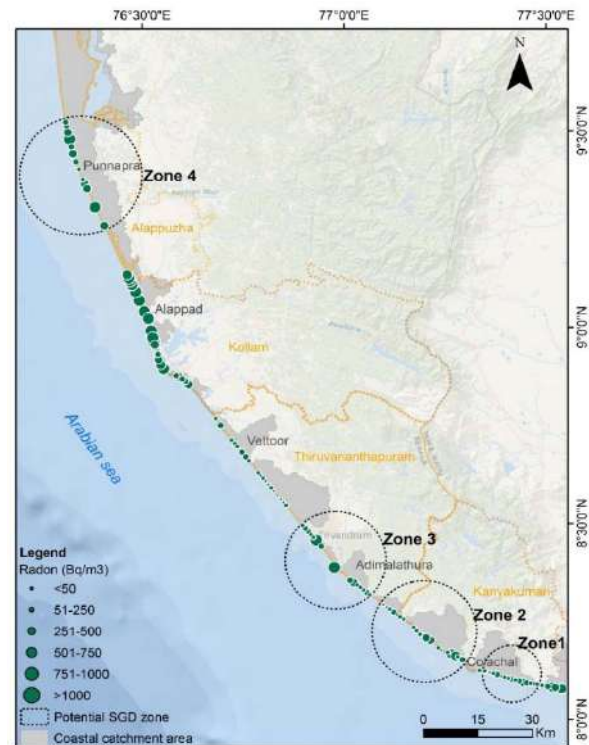 76°30'0"E
77°0'0"E
77°30'0"E
N
9°30'0"N
Punnapra
Zone 4
Alappuzha
9°0'0"N
Alappad
Kollam
Arabian sea
Veltoor
Thiruvananthapuram
8°30'0"N
Zone 3
Adimalathura
Kanyakumari
Zone 2
Zone1
Colachal
8°0'0"N
Legend
Radon (Bq/m3)
<50
51-250
251-500
501-750
751-1000
>1000
Potential SGD zone
Coastal catchment area
0 15 30
Km